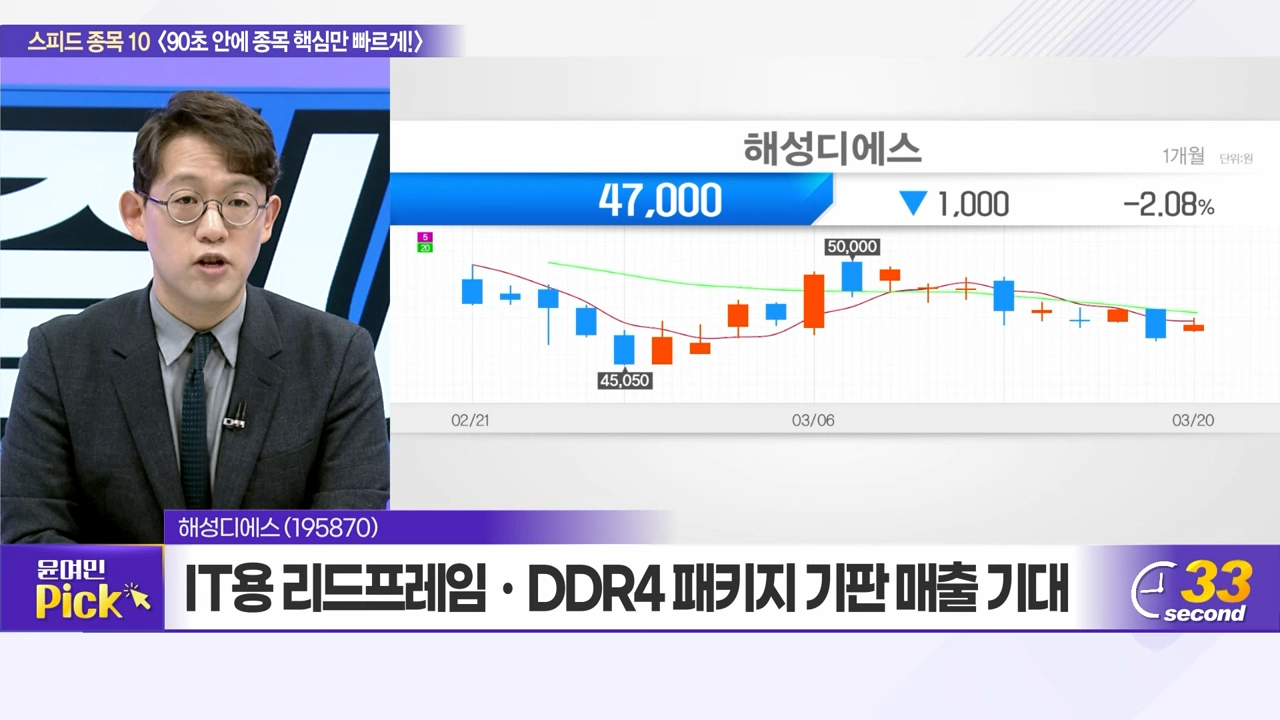 스피드 종목 10 〈90초 안에 종목 핵심만 빠르게!〉
해성디에스
1개월 단위:원
47,000 ▼ 1,000 -2.08%
5
20
50,000
45,050
02/21 03/06 03/20
해성디에스 (195870)
윤여민
Pick
IT용 리드프레임·DDR4 패키지 기판 매출 기대
33
second